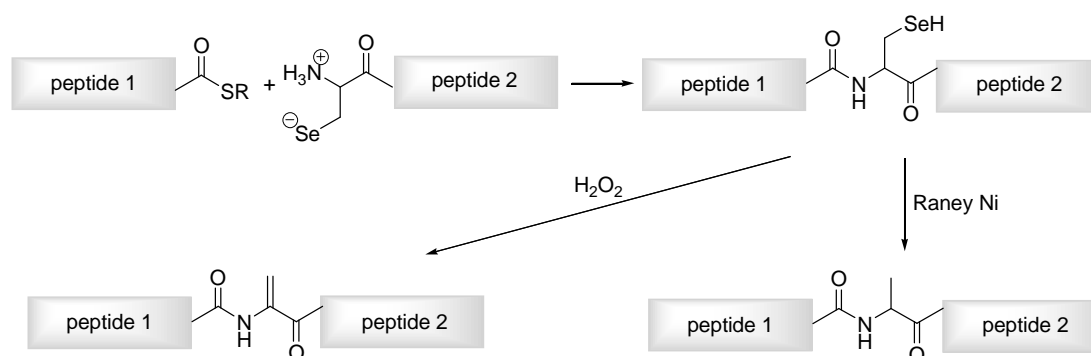 peptide 1
O
SR
+
H₃N⊕
O
⊖Se
peptide 2
peptide 1
O
N
H
SeH
O
peptide 2
H₂O₂
Raney Ni
peptide 1
O
NH
O
peptide 2
peptide 1
O
N
H
O
peptide 2